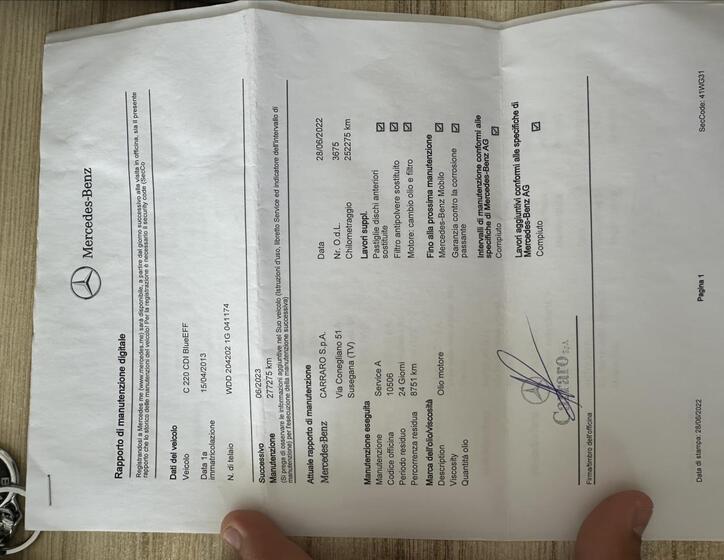 Mercedes-Benz
Rapporto di manutenzione digitale
Registrandosi a Mercedes me (www.mercedes.me) sarà disponibile, a partire dal giorno successivo alla visita in officina, sia il presente
rapporto che lo storico delle manutenzioni del veicolo! Per la registrazione è necessario il security code (SecCo
Dati del veicolo
Veicolo C 220 CDI BlueEFF
Data 1a 15/04/2013
immatricolazione
N. di telaio WDD 204202 1G 041174
Successivo 06/2023
Manutenzione 277275 km
(Si prega di osservare le informazioni aggiuntive nel Suo veicolo (Istruzioni d'uso, libretto Service ed indicatore dell'intervallo di
manutenzione) per l'esecuzione della manutenzione successiva)
Attuale rapporto di manutenzione
Mercedes-Benz CARRARO S.p.A. Data 28/06/2022
Via Conegliano 51 Nr. O.d.L. 3675
Susegana (TV) Chilometraggio 252275 km
Manutenzione eseguita Lavori suppl.
Manutenzione Service A Pastiglie dischi anteriori
sostituite
Codice officina 10506 Filtro antipolvere sostituito
Periodo residuo 24 Giorni Motore: cambio olio e filtro
Percorrenza residua 8751 km
Marca dell'olio/viscosità Fino alla prossima manutenzione
Description Olio motore Mercedes-Benz Mobilo
Viscosity Garanzia contro la corrosione
Quantità olio passante
Intervalli di manutenzione conformi alle
specifiche di Mercedes-Benz AG
Compiuto
Lavori aggiuntivi conformi alle specifiche di
Mercedes-Benz AG
Compiuto
Carraro S.p.A.
Firma/timbro dell'officina
Data di stampa: 28/06/2022 Pagina 1 SecCode: 41WG31